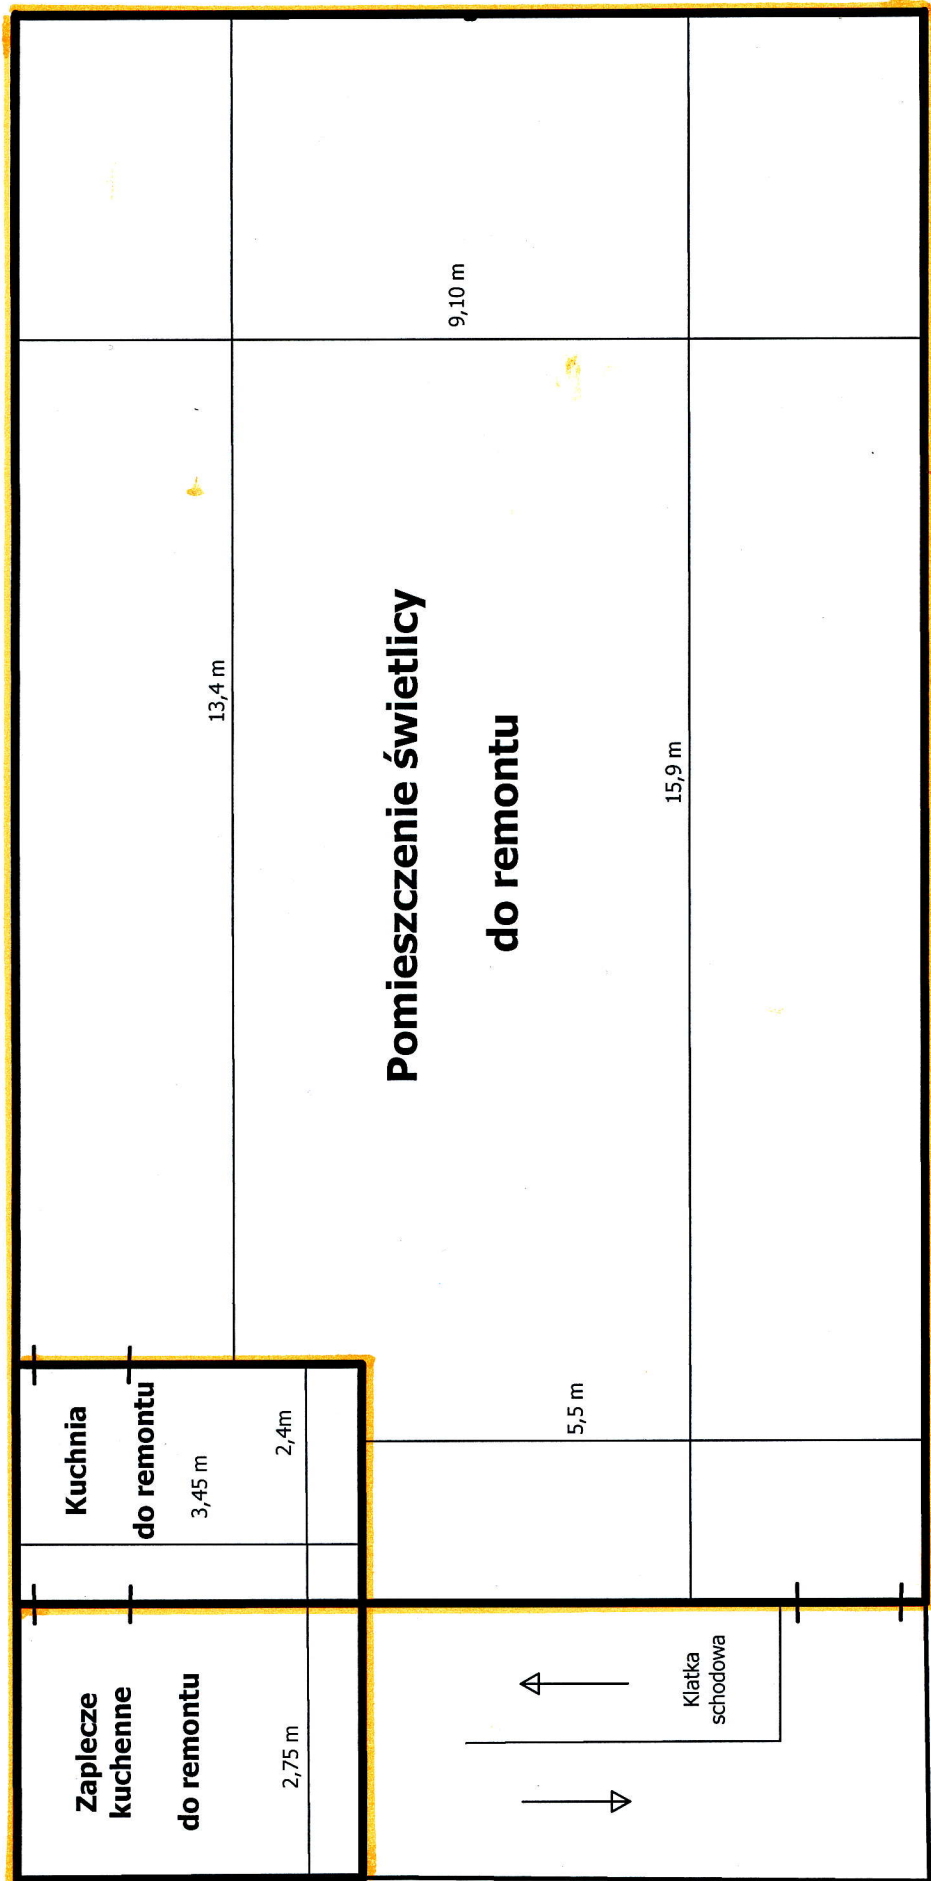 Zaplecze
kuchenne
do remontu
2,75 m
Kuchnia
do remontu
3,45 m
2,4m
13,4 m
9,10 m
Pomieszczenie świetlicy
do remontu
5,5 m
15,9 m
Klatka
schodowa